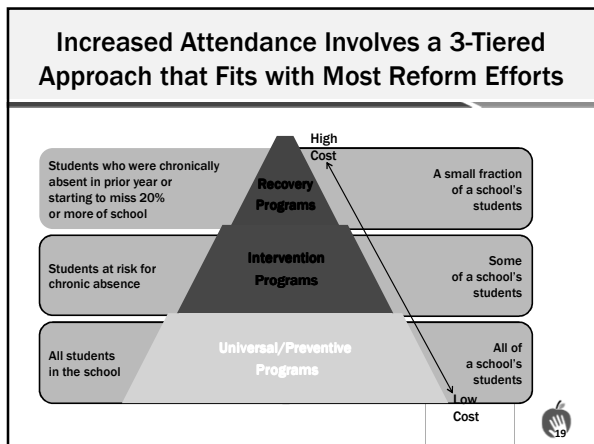 Increased Attendance Involves a 3-Tiered
Approach that Fits with Most Reform Efforts
High
Cost
Students who were chronically
absent in prior year or
starting to miss 20%
or more of school
Recovery
Programs
A small fraction
of a school's
students
Students at risk for
chronic absence
Intervention
Programs
Some
of a school's
students
All students
in the school
Universal/Preventive
Programs
All of
a school's
students
Low
Cost
19